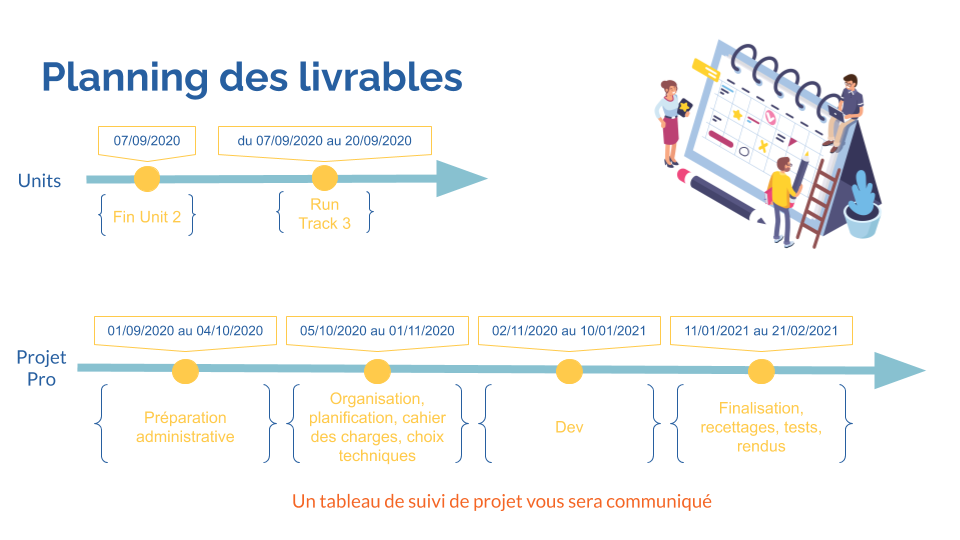 Planning des livrables
07/09/2020
du 07/09/2020 au 20/09/2020
Units
Fin Unit 2
Run
Track 3
01/09/2020 au 04/10/2020
05/10/2020 au 01/11/2020
02/11/2020 au 10/01/2021
11/01/2021 au 21/02/2021
Projet
Pro
Préparation
administrative
Organisation,
planification, cahier
des charges, choix
techniques
Dev
Finalisation,
recettages, tests,
rendus
Un tableau de suivi de projet vous sera communiqué